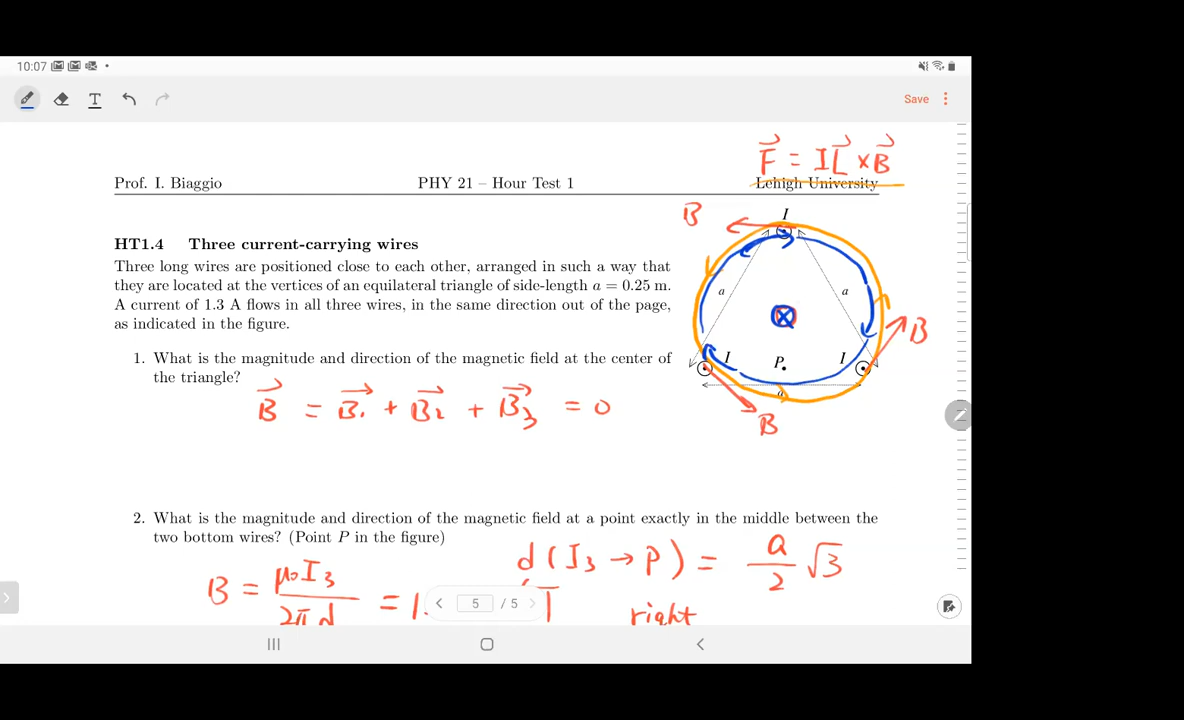 10:07
T
Save
F = IL × B
Prof. I. Biaggio PHY 21 – Hour Test 1 Lehigh University
B I
HT1.4 Three current-carrying wires
Three long wires are positioned close to each other, arranged in such a way that
they are located at the vertices of an equilateral triangle of side-length a = 0.25 m.
A current of 1.3 A flows in all three wires, in the same direction out of the page,
as indicated in the figure.
a a
B
I P. I
a
B
1. What is the magnitude and direction of the magnetic field at the center of
the triangle?
B = B₁ + B₂ + B₃ = 0
2. What is the magnitude and direction of the magnetic field at a point exactly in the middle between the
two bottom wires? (Point P in the figure)
d (I₃ → P) = a/2 √3
B = μ₀I₃/2πd = 1. T right
5 / 5